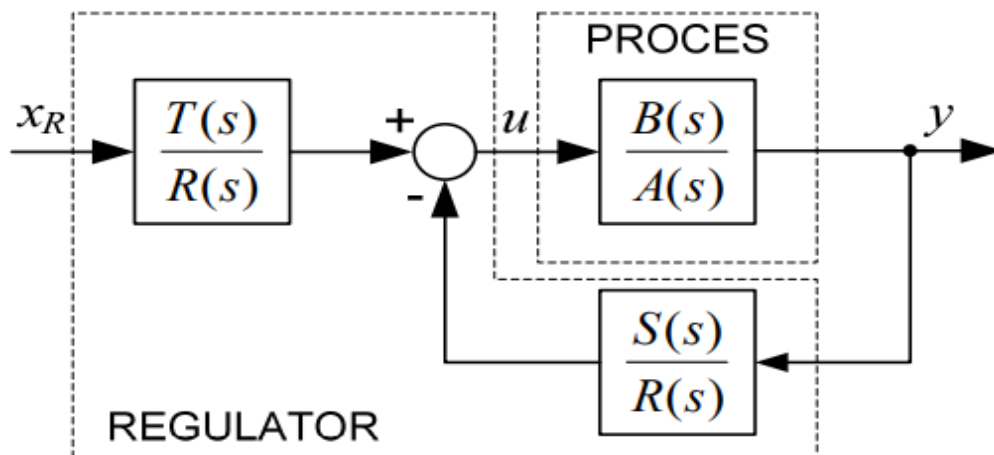 PROCES
x_R
T(s)
R(s)
+
-
u
B(s)
A(s)
y
S(s)
R(s)
REGULATOR